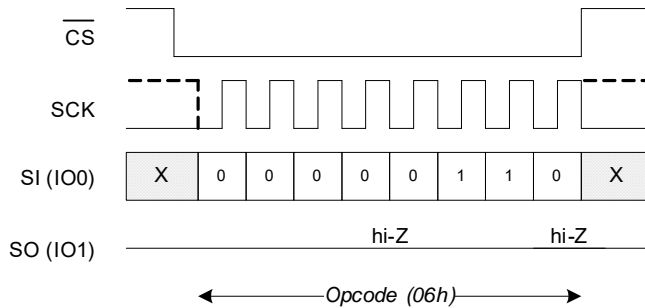 CS
SCK
SI (IO0) X 0 0 0 0 0 1 1 0 X
SO (IO1) hi-Z hi-Z
Opcode (06h)